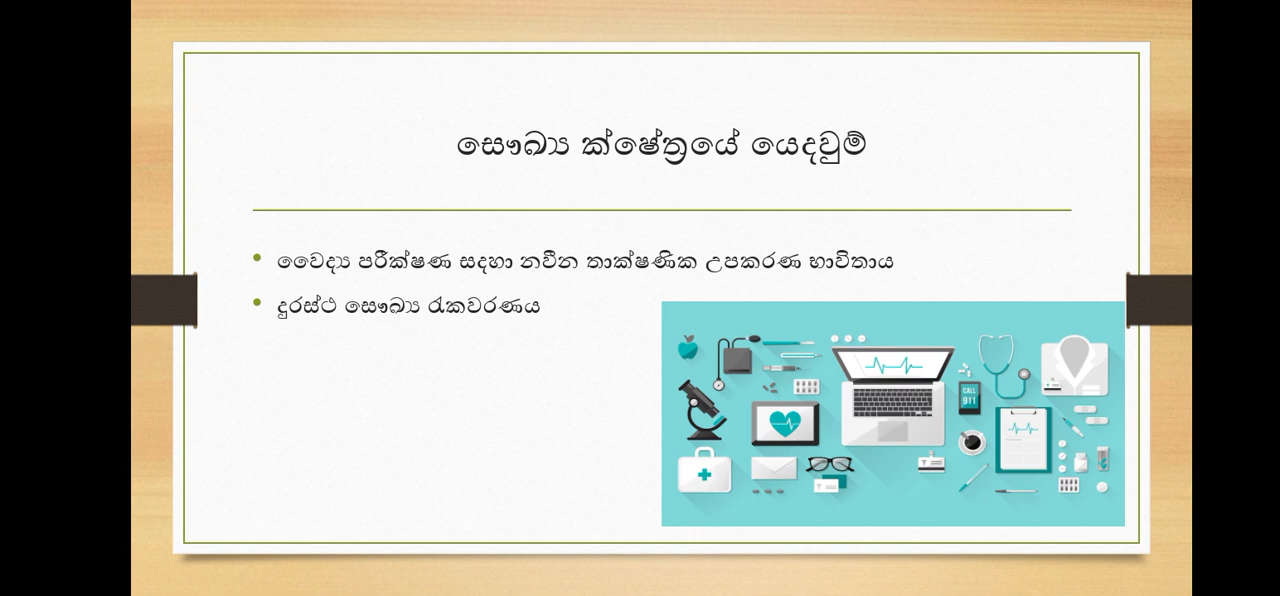 සෞඛ්‍ය ක්ෂේත්‍රයේ යෙදවුම්
වෛද්‍ය පරීක්ෂණ සඳහා නවීන තාක්ෂණික උපකරණ භාවිතාය
දුරස්ථ සෞඛ්‍ය රැකවරණය
CALL
911